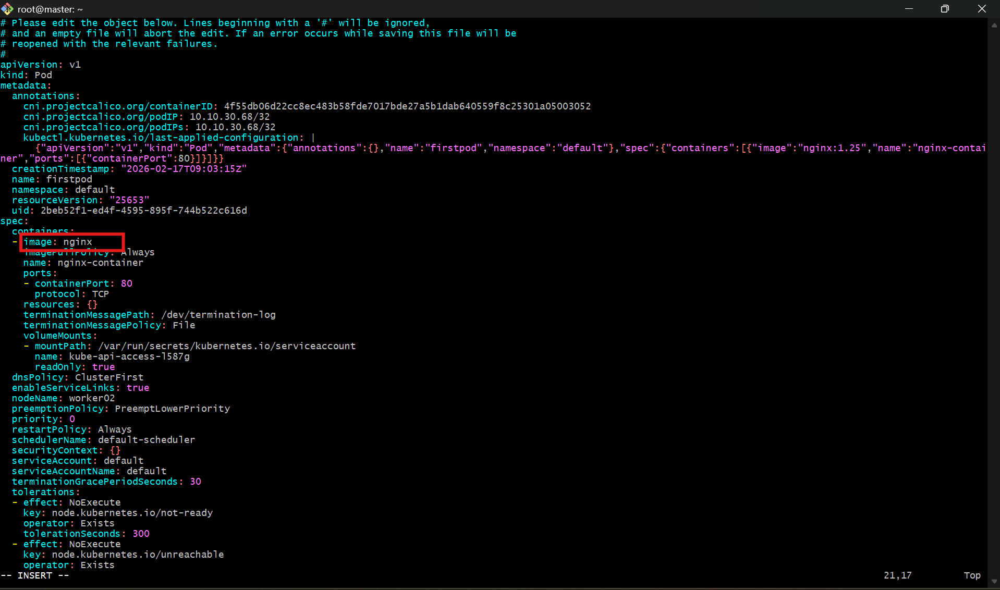 root@master: ~
# Please edit the object below. Lines beginning with a '#' will be ignored,
# and an empty file will abort the edit. If an error occurs while saving this file will be
# reopened with the relevant failures.
#
apiVersion: v1
kind: Pod
metadata:
  annotations:
    cni.projectcalico.org/containerID: 4f55db06d22cc8ec483b58fde7017bde27a5b1dab640559f8c25301a05003052
    cni.projectcalico.org/podIP: 10.10.30.68/32
    cni.projectcalico.org/podIPs: 10.10.30.68/32
    kubectl.kubernetes.io/last-applied-configuration: |
      {"apiVersion":"v1","kind":"Pod","metadata":{"annotations":{},"name":"firstpod","namespace":"default"},"spec":{"containers":[{"image":"nginx:1.25","name":"nginx-contai
ner","ports":[{"containerPort":80}]}]}}
  creationTimestamp: "2026-02-17T09:03:15Z"
  name: firstpod
  namespace: default
  resourceVersion: "25653"
  uid: 2beb52f1-ed4f-4595-895f-744b522c616d
spec:
  containers:
  - image: nginx
    imagePullPolicy: Always
    name: nginx-container
    ports:
    - containerPort: 80
      protocol: TCP
    resources: {}
    terminationMessagePath: /dev/termination-log
    terminationMessagePolicy: File
    volumeMounts:
    - mountPath: /var/run/secrets/kubernetes.io/serviceaccount
      name: kube-api-access-l587g
      readOnly: true
  dnsPolicy: ClusterFirst
  enableServiceLinks: true
  nodeName: worker02
  preemptionPolicy: PreemptLowerPriority
  priority: 0
  restartPolicy: Always
  schedulerName: default-scheduler
  securityContext: {}
  serviceAccount: default
  serviceAccountName: default
  terminationGracePeriodSeconds: 30
  tolerations:
  - effect: NoExecute
    key: node.kubernetes.io/not-ready
    operator: Exists
    tolerationSeconds: 300
  - effect: NoExecute
    key: node.kubernetes.io/unreachable
    operator: Exists
-- INSERT -- 21,17 Top